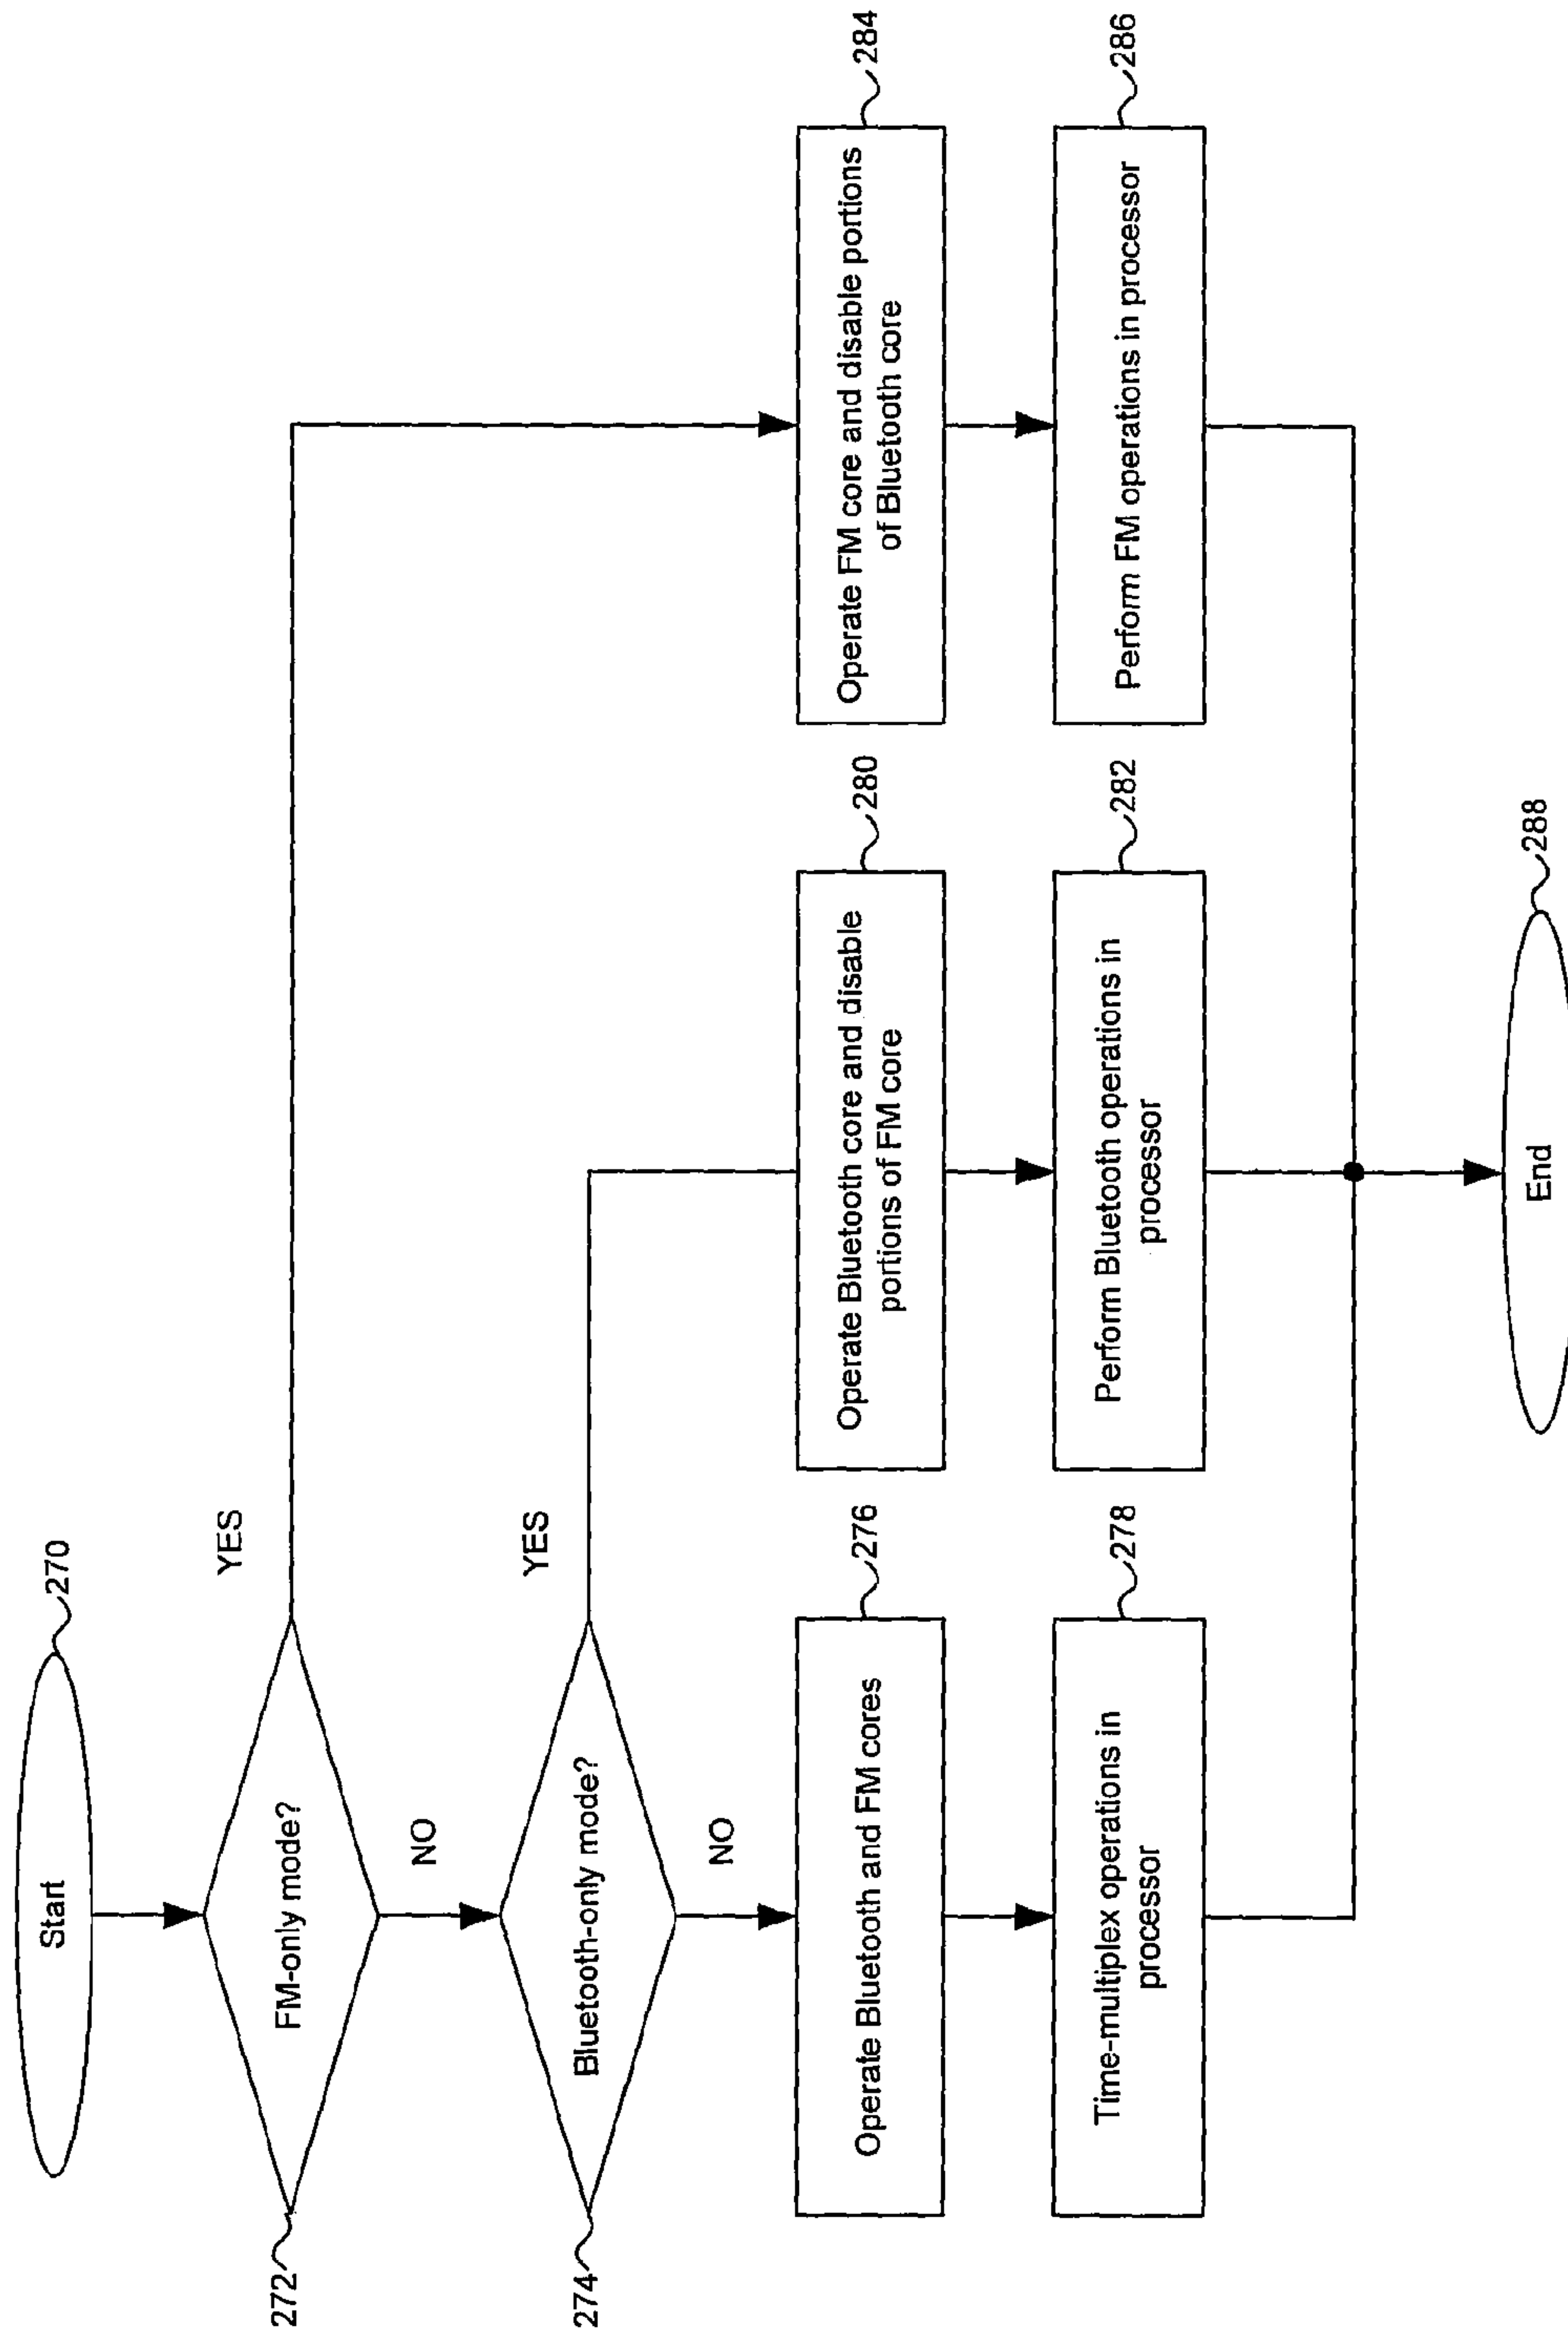 Start
270
FM-only mode?
272
YES
NO
Bluetooth-only mode?
274
YES
NO
Operate Bluetooth and FM cores
276
Operate Bluetooth core and disable
portions of FM core
280
Operate FM core and disable portions
of Bluetooth core
284
Time-multiplex operations in
processor
278
Perform Bluetooth operations in
processor
282
Perform FM operations in processor
286
End
288